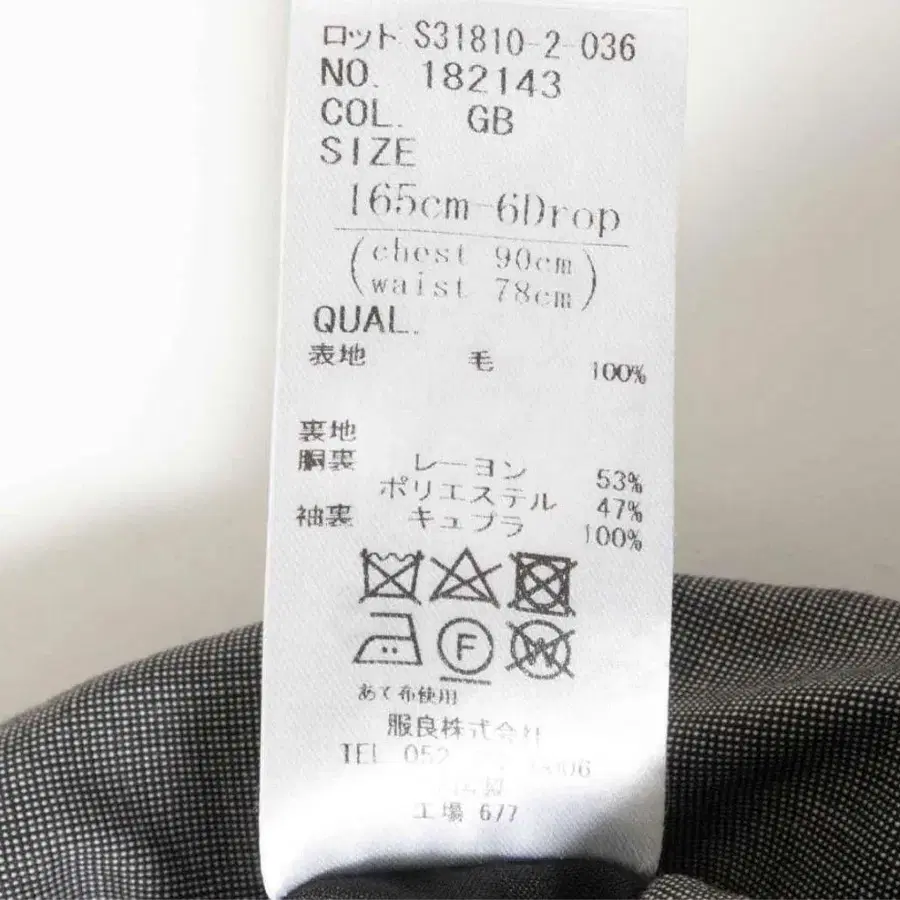 ロット S31810-2-036
NO. 182143
COL. GB
SIZE
165cm-6Drop
(chest 90cm
waist 78cm)
QUAL.
表地 毛 100%
裏地
胴裏 レーヨン 53%
ポリエステル 47%
袖裏 キュプラ 100%
F W
あて布使用
服良株式会社
TEL 052
工場 677